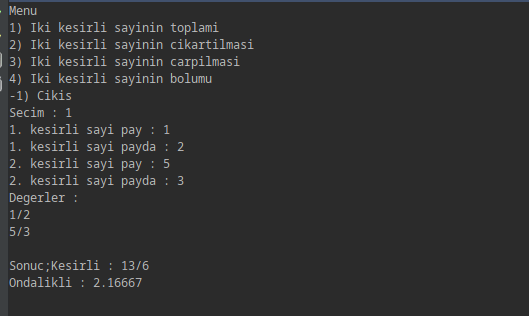 Menu
1) Iki kesirli sayinin toplami
2) Iki kesirli sayinin cikartilmasi
3) Iki kesirli sayinin carpilmasi
4) Iki kesirli sayinin bolumu
-1) Cikis
Secim : 1
1. kesirli sayi pay : 1
1. kesirli sayi payda : 2
2. kesirli sayi pay : 5
2. kesirli sayi payda : 3
Degerler :
1/2
5/3
Sonuc;Kesirli : 13/6
Ondalikli : 2.16667